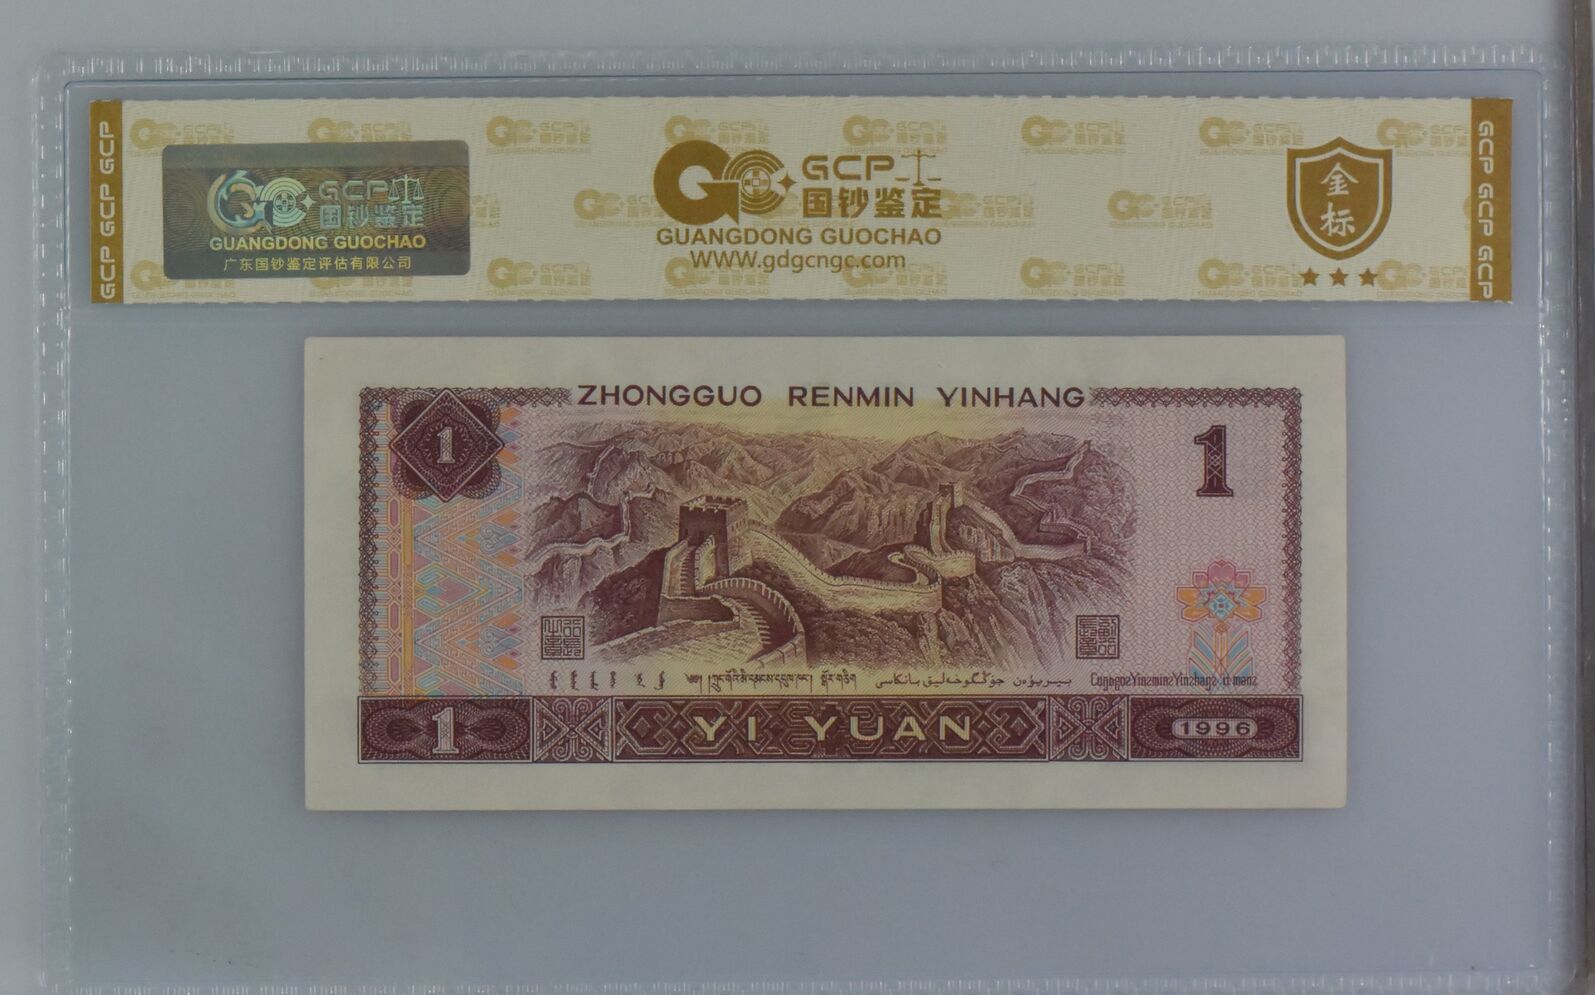 GCP GCP GCP
GCP
国钞鉴定
GUANGDONG GUOCHAO
广东国钞鉴定评估有限公司
GCP
国钞鉴定
GUANGDONG GUOCHAO
WWW.gdgcngc.com
金标
GCP GCP GCP
ZHONGGUO RENMIN YINHANG
1
1
1
YI YUAN
1996